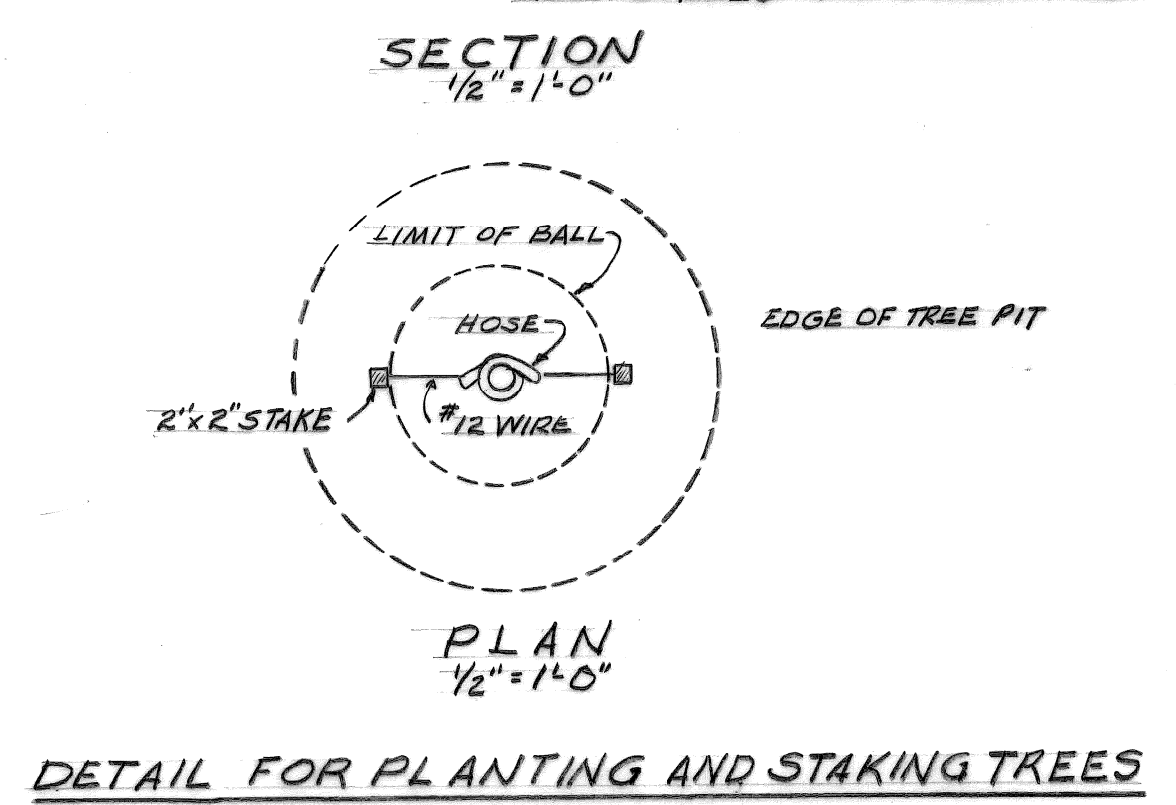 SECTION
1/2" = 1'-0"
LIMIT OF BALL
HOSE
EDGE OF TREE PIT
2" x 2" STAKE
#12 WIRE
PLAN
1/2" = 1'-0"
DETAIL FOR PLANTING AND STAKING TREES